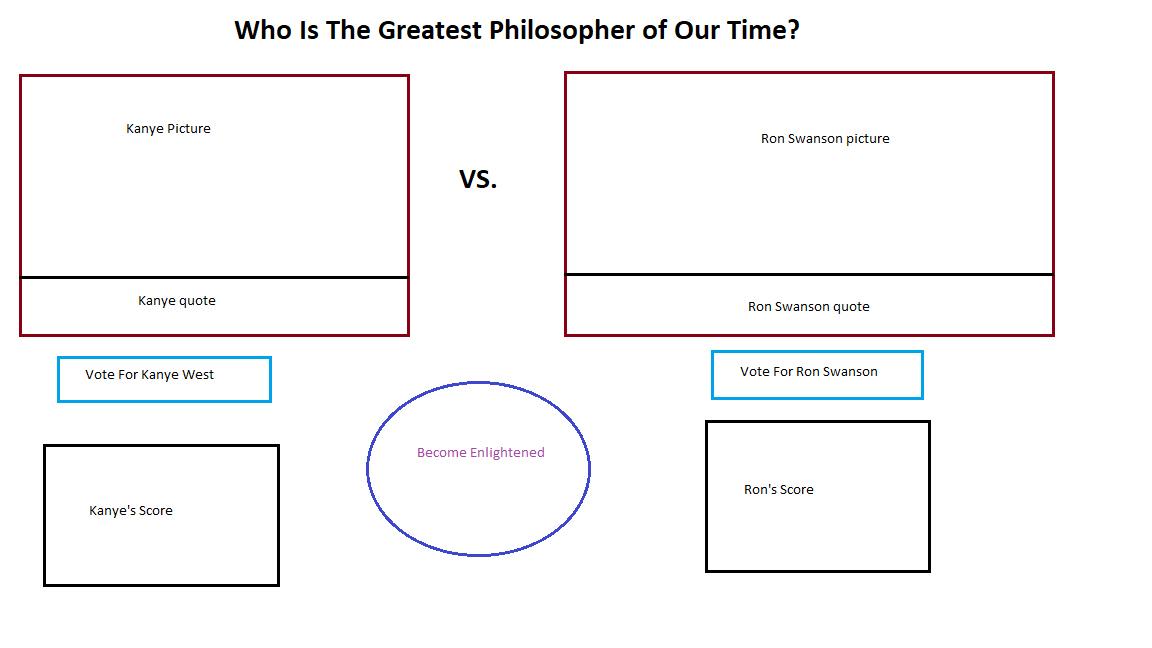 Who Is The Greatest Philosopher of Our Time?
Kanye Picture
Ron Swanson picture
VS.
Kanye quote
Ron Swanson quote
Vote For Kanye West
Vote For Ron Swanson
Become Enlightened
Kanye's Score
Ron's Score